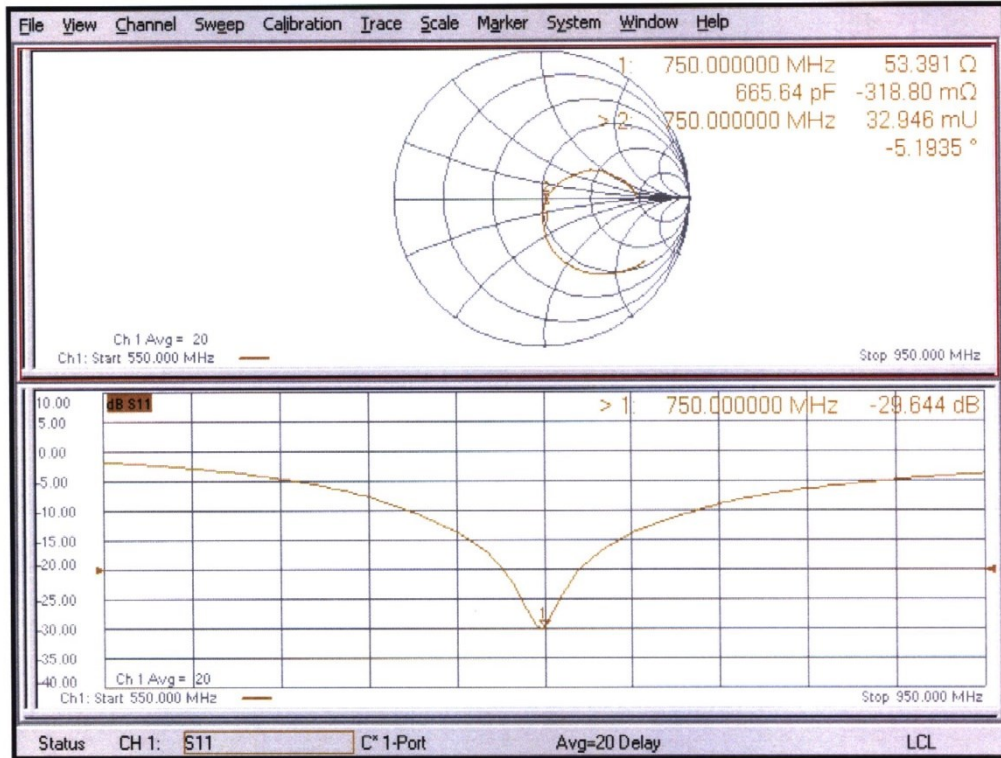 File View Channel Sweep Calibration Trace Scale Marker System Window Help
1: 750.000000 MHz 53.391 Ω
665.64 pF -318.80 mΩ
> 2: 750.000000 MHz 32.946 mU
-5.1935 °
Ch 1 Avg = 20
Ch1: Start 550.000 MHz Stop 950.000 MHz
10.00 dB S11 > 1: 750.000000 MHz -29.644 dB
5.00
0.00
-5.00
-10.00
-15.00
-20.00
-25.00
-30.00 1
-35.00
-40.00 Ch 1 Avg = 20
Ch1: Start 550.000 MHz Stop 950.000 MHz
Status CH 1: S11 C* 1-Port Avg=20 Delay LCL